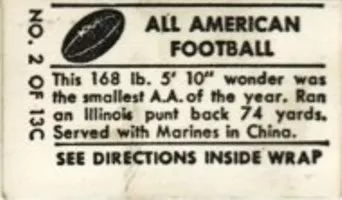 ALL AMERICAN
FOOTBALL
This 168 lb. 5' 10" wonder was
the smallest A.A. of the year. Ran
an Illinois punt back 74 yards.
Served with Marines in China.
SEE DIRECTIONS INSIDE WRAP
NO. 2 OF 13C